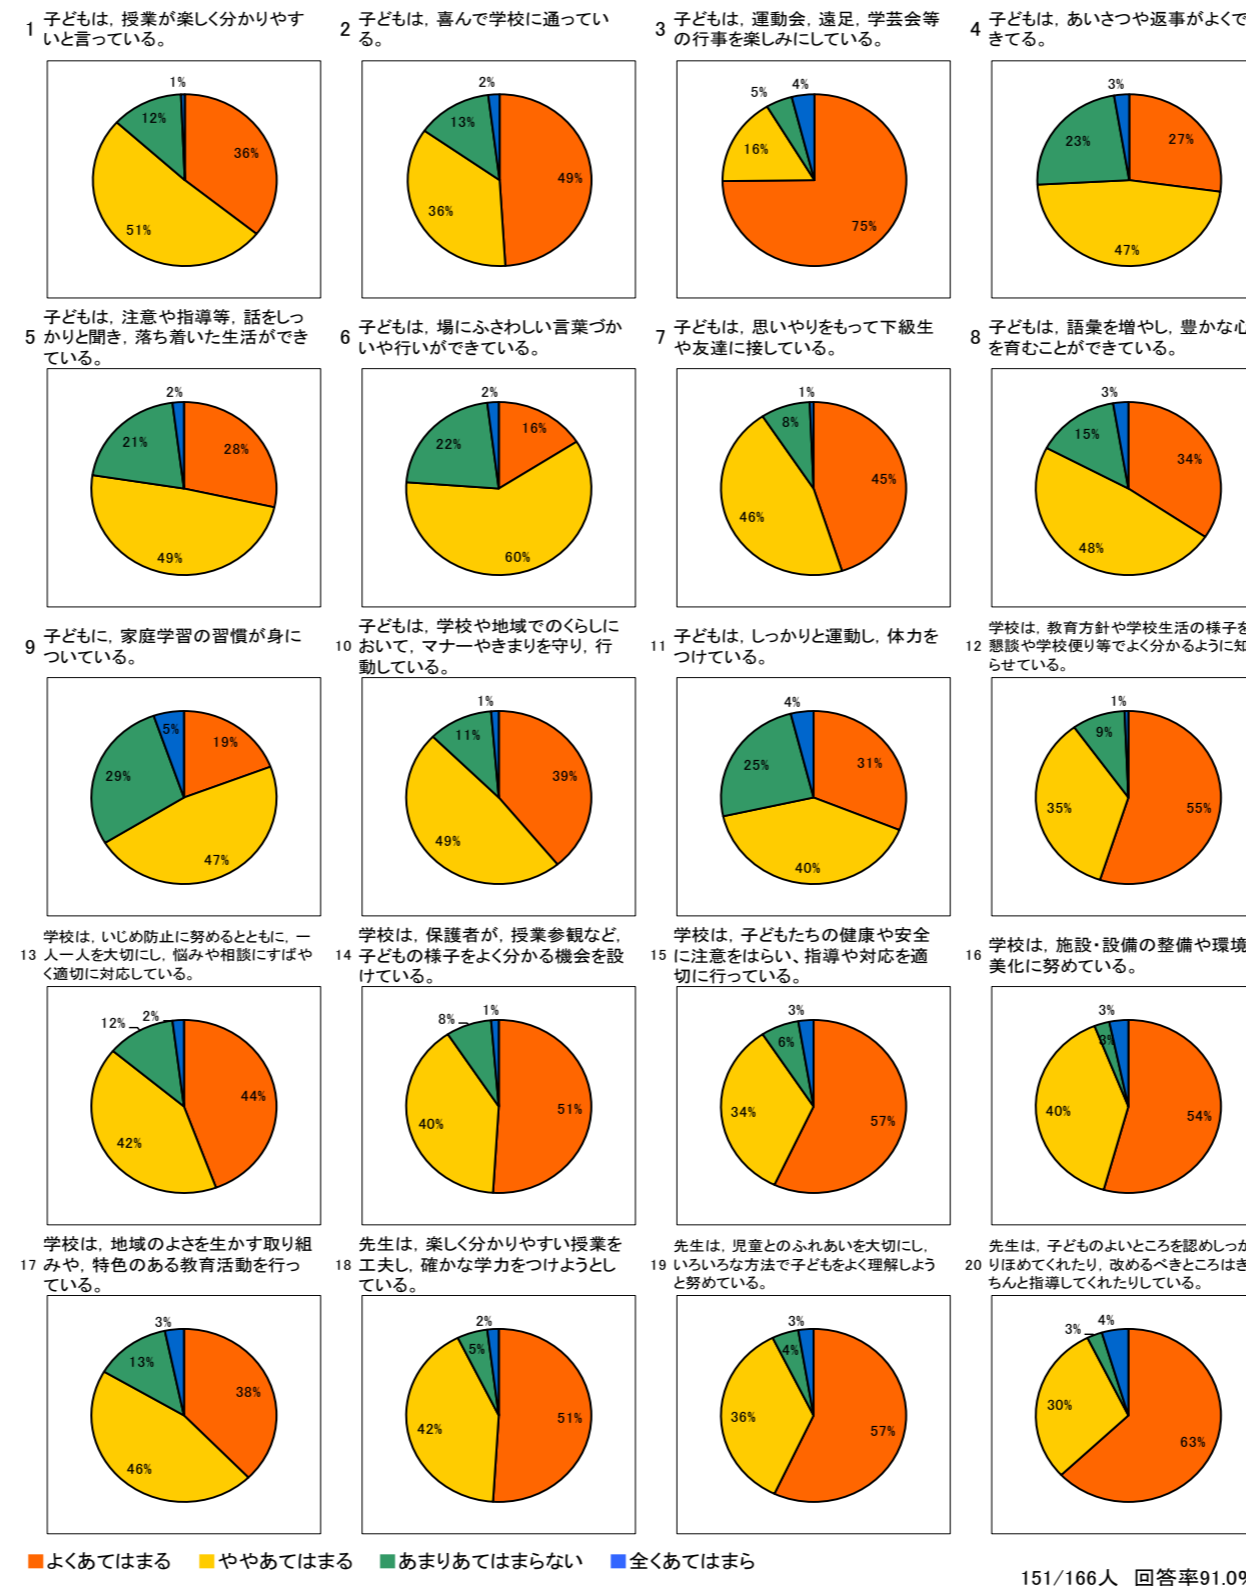 1 子どもは，授業が楽しく分かりやす
いと言っている。
2 子どもは，喜んで学校に通ってい
る。
3 子どもは，運動会，遠足，学芸会等
の行事を楽しみにしている。
4 子どもは，あいさつや返事がよくで
きてる。
1%
12%
36%
51%
2%
13%
49%
36%
4%
5%
16%
75%
3%
23%
27%
47%
5 子どもは，注意や指導等，話をしっ
かりと聞き，落ち着いた生活ができ
ている。
6 子どもは，場にふさわしい言葉づか
いや行いができている。
7 子どもは，思いやりをもって下級生
や友達に接している。
8 子どもは，語彙を増やし，豊かな心
を育むことができている。
2%
21%
28%
49%
2%
22%
16%
60%
1%
8%
45%
46%
3%
15%
34%
48%
9 子どもに，家庭学習の習慣が身に
ついている。
10 子どもは，学校や地域でのくらしに
おいて，マナーやきまりを守り，行
動している。
11 子どもは，しっかりと運動し，体力を
つけている。
12 学校は，教育方針や学校生活の様子を
懇談や学校便り等でよく分かるように知
らせている。
5%
19%
29%
47%
1%
11%
39%
49%
4%
25%
31%
40%
1%
9%
35%
55%
13 学校は，いじめ防止に努めるとともに，一
人一人を大切にし，悩みや相談にすばや
く適切に対応している。
14 学校は，保護者が，授業参観など，
子どもの様子をよく分かる機会を設
けている。
15 学校は，子どもたちの健康や安全
に注意をはらい、指導や対応を適
切に行っている。
16 学校は，施設・設備の整備や環境
美化に努めている。
12%
2%
44%
42%
8%
1%
51%
40%
3%
6%
34%
57%
3%
3%
40%
54%
17 学校は，地域のよさを生かす取り組
みや，特色のある教育活動を行っ
ている。
18 先生は，楽しく分かりやすい授業を
工夫し，確かな学力をつけようとし
ている。
19 先生は，児童とのふれあいを大切にし，
いろいろな方法で子どもをよく理解しよう
と努めている。
20 先生は，子どものよいところを認めしっか
りほめてくれたり，改めるべきところはき
ちんと指導してくれたりしている。
3%
13%
38%
46%
2%
5%
42%
51%
3%
4%
36%
57%
3%
4%
30%
63%
■よくあてはまる ■ややあてはまる ■あまりあてはまらない ■全くあてはまら
151/166人 回答率91.0%